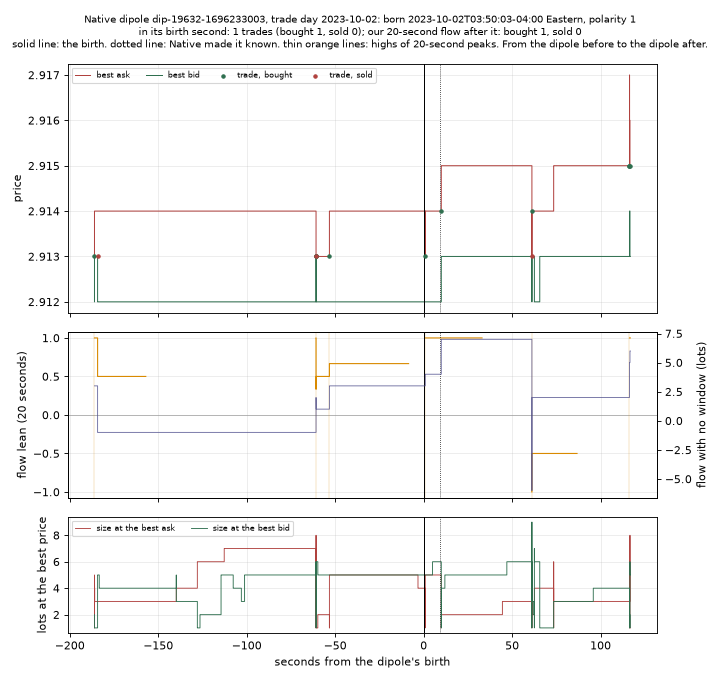 Native dipole dip-19632-1696233003, trade day 2023-10-02: born 2023-10-02T03:50:03-04:00 Eastern, polarity 1
in its birth second: 1 trades (bought 1, sold 0); our 20-second flow after it: bought 1, sold 0
solid line: the birth. dotted line: Native made it known. thin orange lines: highs of 20-second peaks. From the dipole before to the dipole after.
best ask best bid trade, bought trade, sold
2.917
2.916
2.915
2.914
2.913
2.912
price
1.0
0.5
0.0
−0.5
−1.0
flow lean (20 seconds)
7.5
5.0
2.5
0.0
−2.5
−5.0
flow with no window (lots)
size at the best ask size at the best bid
8
6
4
2
lots at the best price
−200 −150 −100 −50 0 50 100
seconds from the dipole's birth